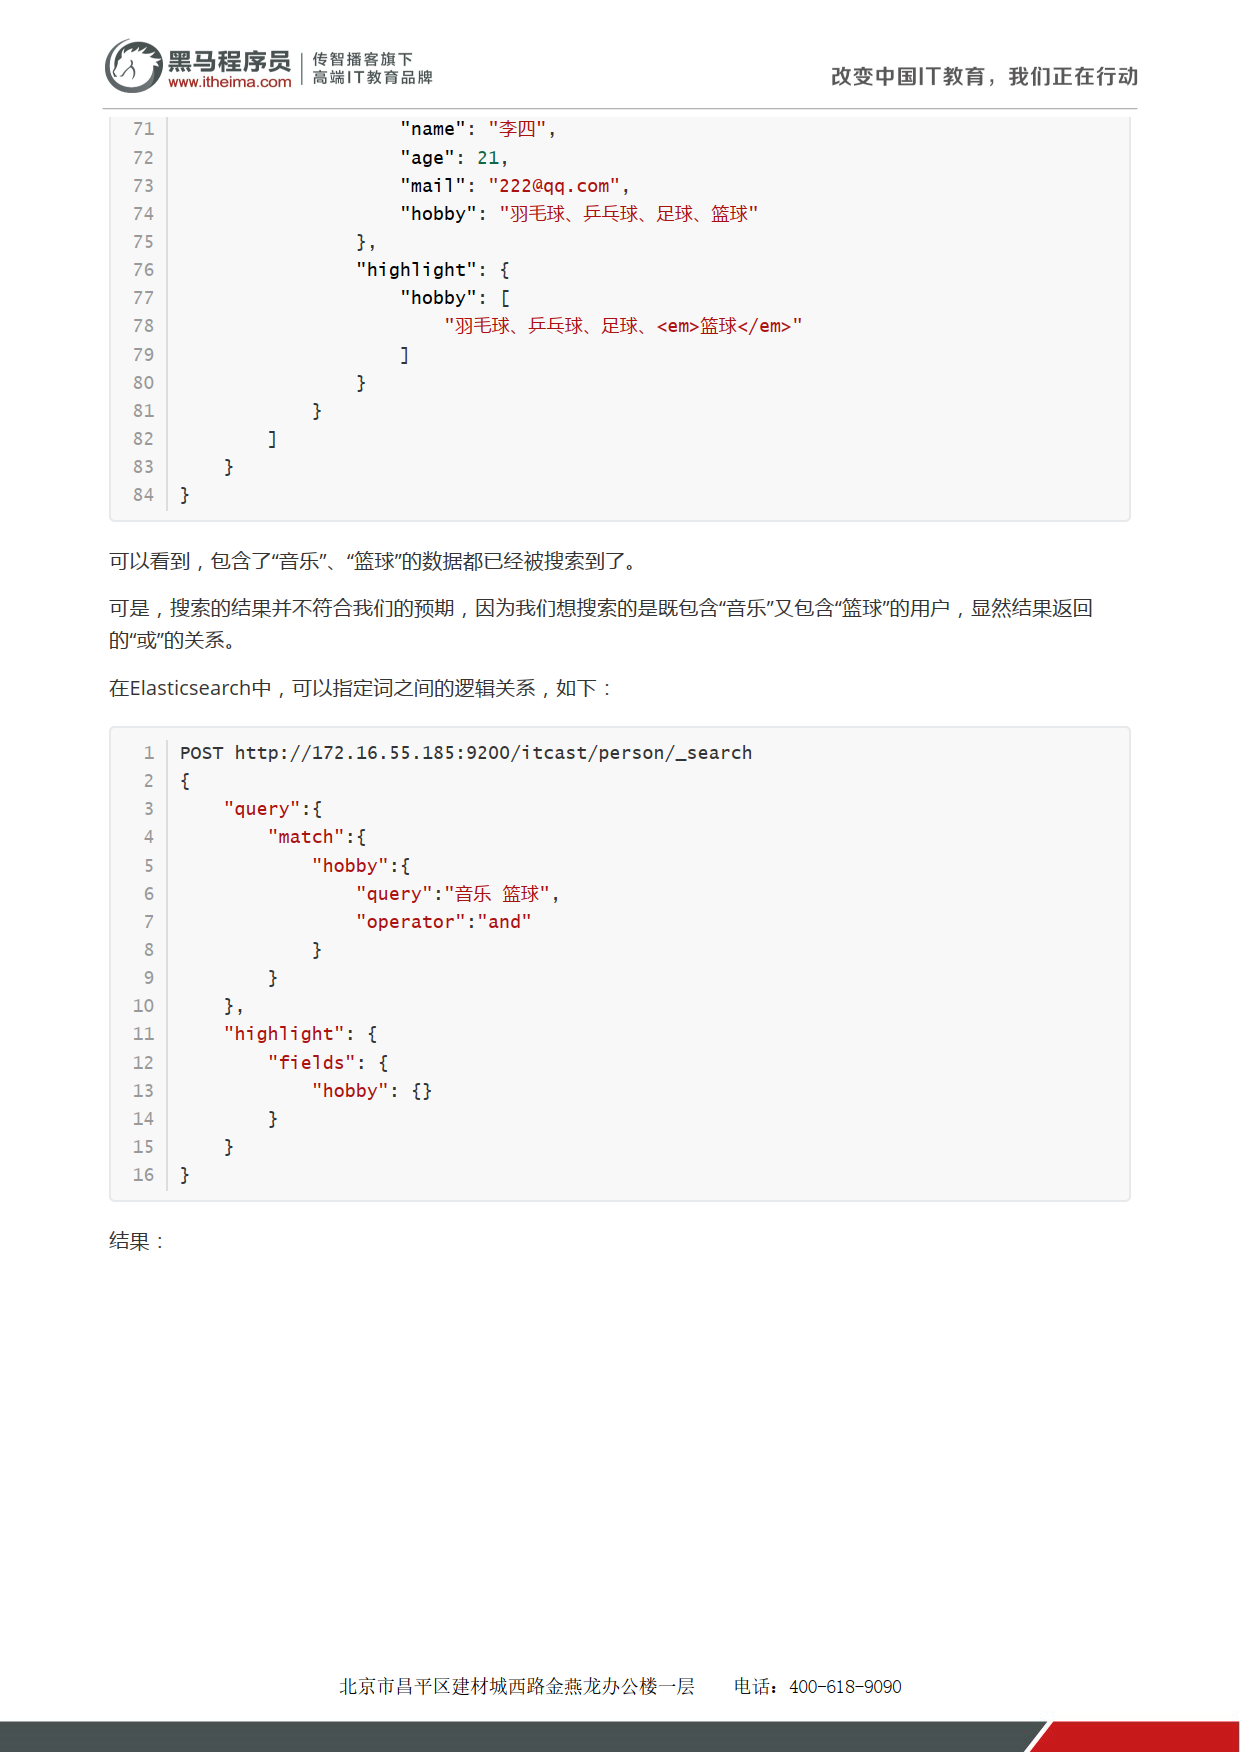 黑马程序员
www.itheima.com
传智播客旗下
高端IT教育品牌
改变中国IT教育，我们正在行动
71 "name": "李四",
72 "age": 21,
73 "mail": "222@qq.com",
74 "hobby": "羽毛球、乒乓球、足球、篮球"
75 },
76 "highlight": {
77 "hobby": [
78 "羽毛球、乒乓球、足球、<em>篮球</em>"
79 ]
80 }
81 }
82 ]
83 }
84 }
可以看到，包含了“音乐”、“篮球”的数据都已经被搜索到了。
可是，搜索的结果并不符合我们的预期，因为我们想搜索的是既包含“音乐”又包含“篮球”的用户，显然结果返回
的“或”的关系。
在Elasticsearch中，可以指定词之间的逻辑关系，如下：
1 POST http://172.16.55.185:9200/itcast/person/_search
2 {
3 "query":{
4 "match":{
5 "hobby":{
6 "query":"音乐 篮球",
7 "operator":"and"
8 }
9 }
10 },
11 "highlight": {
12 "fields": {
13 "hobby": {}
14 }
15 }
16 }
结果：
北京市昌平区建材城西路金燕龙办公楼一层 电话：400-618-9090